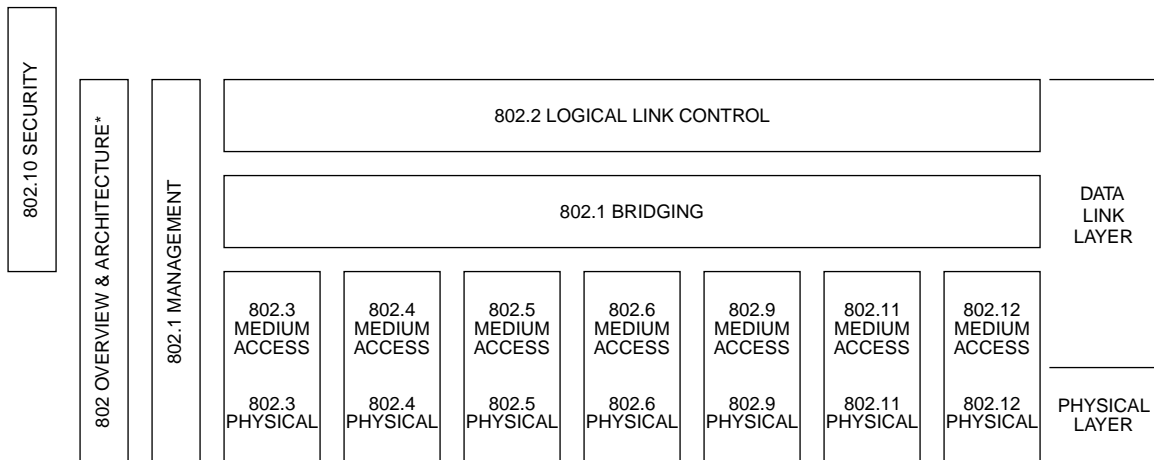 802.10 SECURITY
802 OVERVIEW & ARCHITECTURE*
802.1 MANAGEMENT
802.2 LOGICAL LINK CONTROL
802.1 BRIDGING
DATA
LINK
LAYER
802.3
MEDIUM
ACCESS
802.4
MEDIUM
ACCESS
802.5
MEDIUM
ACCESS
802.6
MEDIUM
ACCESS
802.9
MEDIUM
ACCESS
802.11
MEDIUM
ACCESS
802.12
MEDIUM
ACCESS
802.3
PHYSICAL
802.4
PHYSICAL
802.5
PHYSICAL
802.6
PHYSICAL
802.9
PHYSICAL
802.11
PHYSICAL
802.12
PHYSICAL
PHYSICAL
LAYER